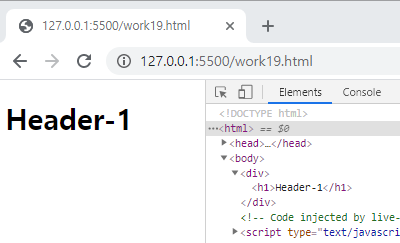 127.0.0.1:5500/work19.html
127.0.0.1:5500/work19.html
Header-1
Elements Console
<!DOCTYPE html>
…<html> == $0
<head>…</head>
<body>
<div>
<h1>Header-1</h1>
</div>
<!-- Code injected by live-
<script type="text/javascri